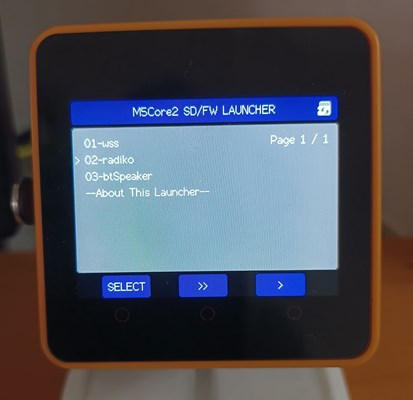 M5Core2 SD/FW LAUNCHER
01-wss Page 1 / 1
> 02-radiko
03-btSpeaker
--About This Launcher--
SELECT >> >